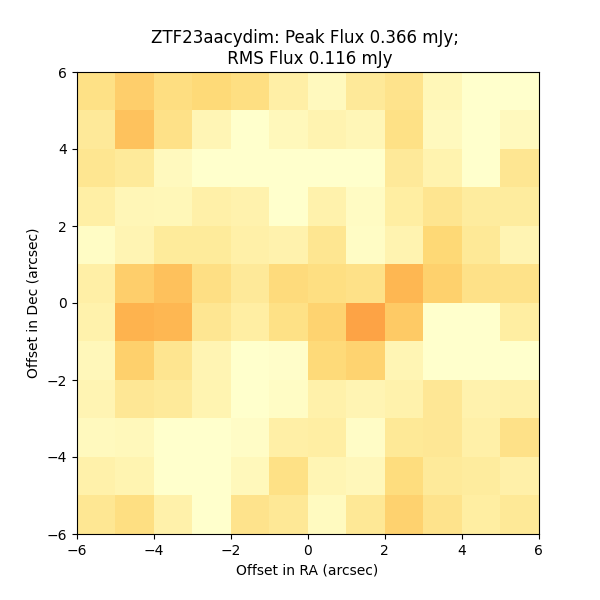 ZTF23aacydim: Peak Flux 0.366 mJy;
RMS Flux 0.116 mJy
6
4
2
0
−2
−4
−6
Offset in Dec (arcsec)
−6 −4 −2 0 2 4 6
Offset in RA (arcsec)